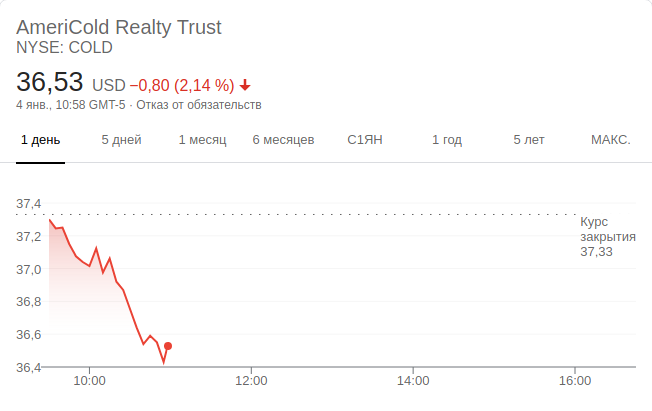 AmeriCold Realty Trust
NYSE: COLD
36,53 USD −0,80 (2,14 %)
4 янв., 10:58 GMT-5 · Отказ от обязательств
1 день 5 дней 1 месяц 6 месяцев С1ЯН 1 год 5 лет МАКС.
37,4
Курс
закрытия
37,33
37,2
37,0
36,8
36,6
36,4
10:00 12:00 14:00 16:00